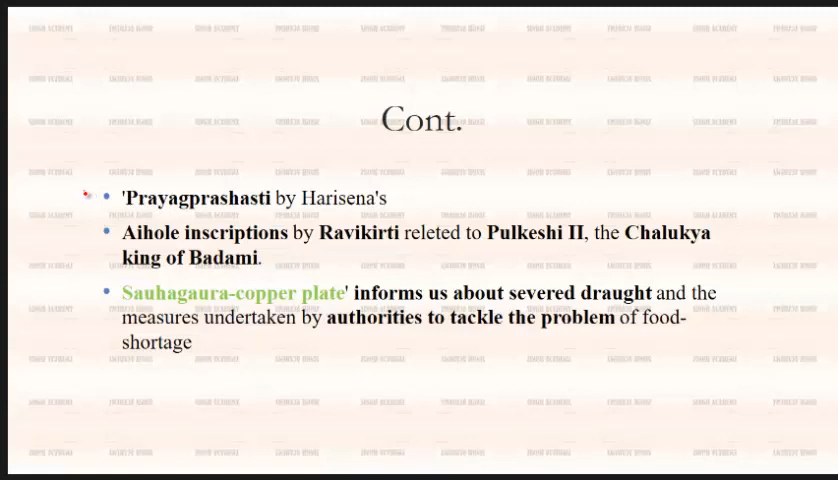 Cont.
'Prayagprashasti by Harisena's
Aihole inscriptions by Ravikirti releted to Pulkeshi II, the Chalukya
king of Badami.
Sauhagaura-copper plate' informs us about severed draught and the
measures undertaken by authorities to tackle the problem of food-
shortage